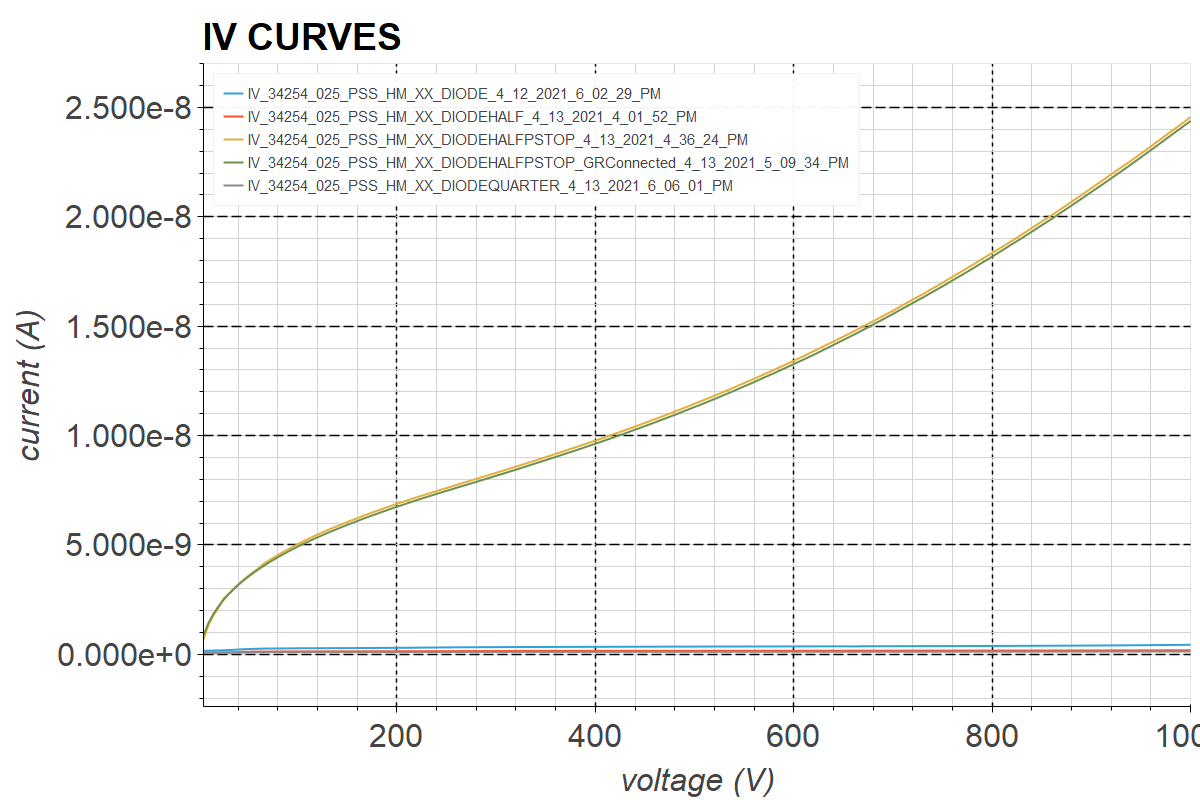 IV CURVES
IV_34254_025_PSS_HM_XX_DIODE_4_12_2021_6_02_29_PM
IV_34254_025_PSS_HM_XX_DIODEHALF_4_13_2021_4_01_52_PM
IV_34254_025_PSS_HM_XX_DIODEHALFPSTOP_4_13_2021_4_36_24_PM
IV_34254_025_PSS_HM_XX_DIODEHALFPSTOP_GRConnected_4_13_2021_5_09_34_PM
IV_34254_025_PSS_HM_XX_DIODEQUARTER_4_13_2021_6_06_01_PM
2.500e-8
2.000e-8
1.500e-8
1.000e-8
5.000e-9
0.000e+0
current (A)
200 400 600 800 100
voltage (V)